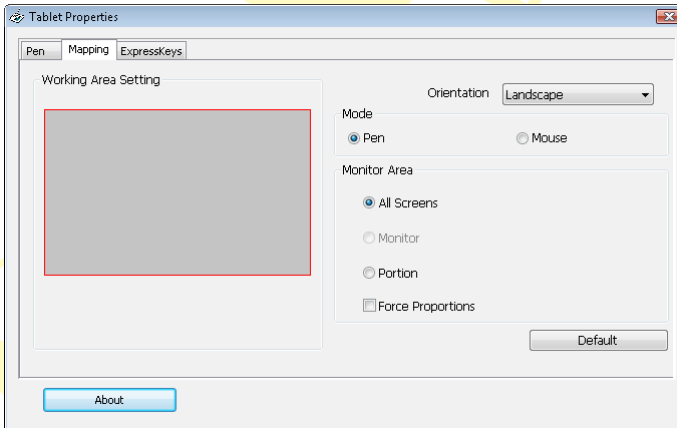 Tablet Properties
Pen Mapping ExpressKeys
Working Area Setting
Orientation Landscape
Mode
Pen Mouse
Monitor Area
All Screens
Monitor
Portion
Force Proportions
Default
About